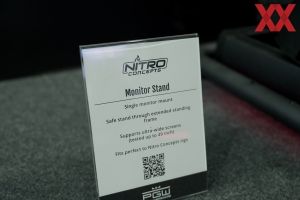 XX
NITRO
CONCEPTS
Monitor Stand
Single monitor mount
Safe stand through extended standing
frame
Supports ultra-wide screens
(tested up to 49 inch)
Fits perfect to Nitro Concepts rigs
PGW